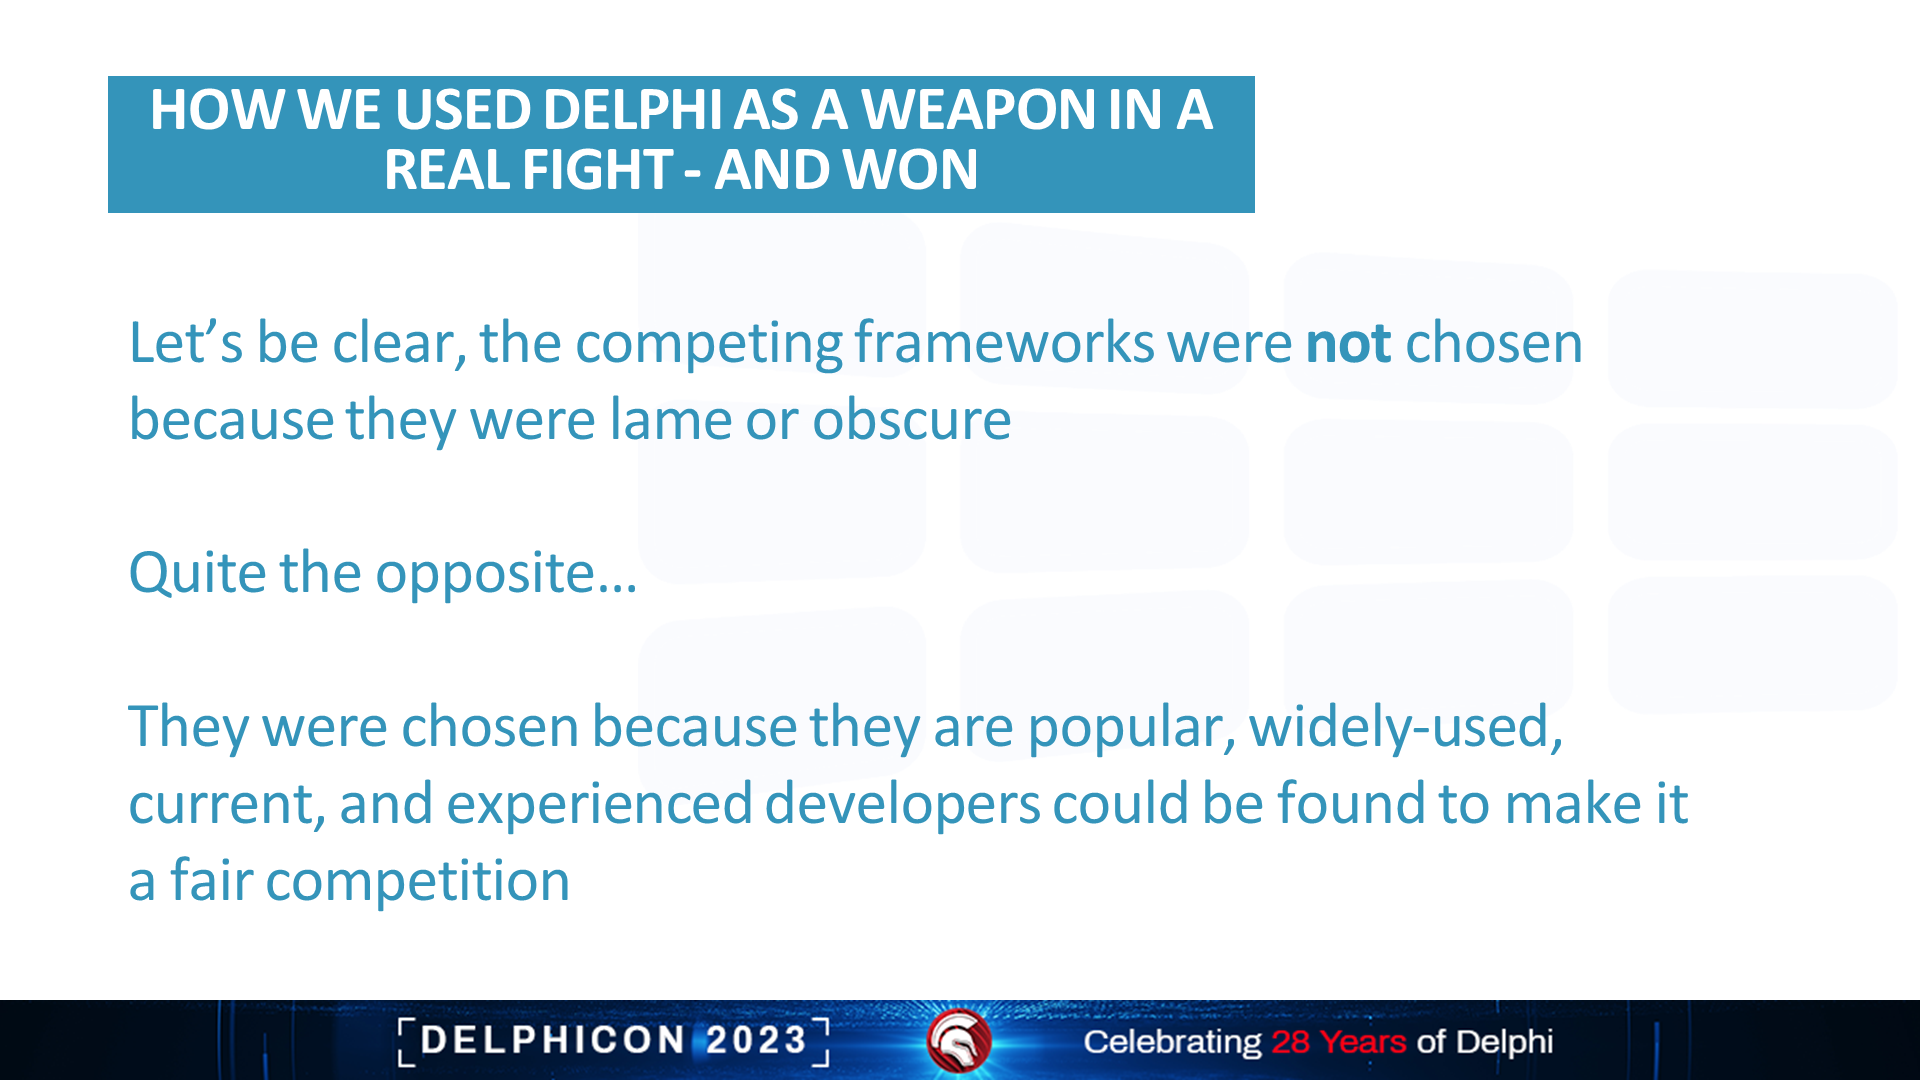 HOW WE USED DELPHI AS A WEAPON IN A
REAL FIGHT - AND WON
Let’s be clear, the competing frameworks were not chosen
because they were lame or obscure
Quite the opposite…
They were chosen because they are popular, widely-used,
current, and experienced developers could be found to make it
a fair competition
DELPHICON 2023
Celebrating 28 Years of Delphi